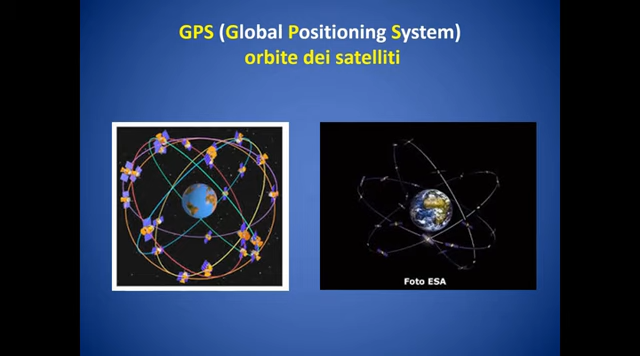 GPS (Global Positioning System)
orbite dei satelliti
Foto ESA